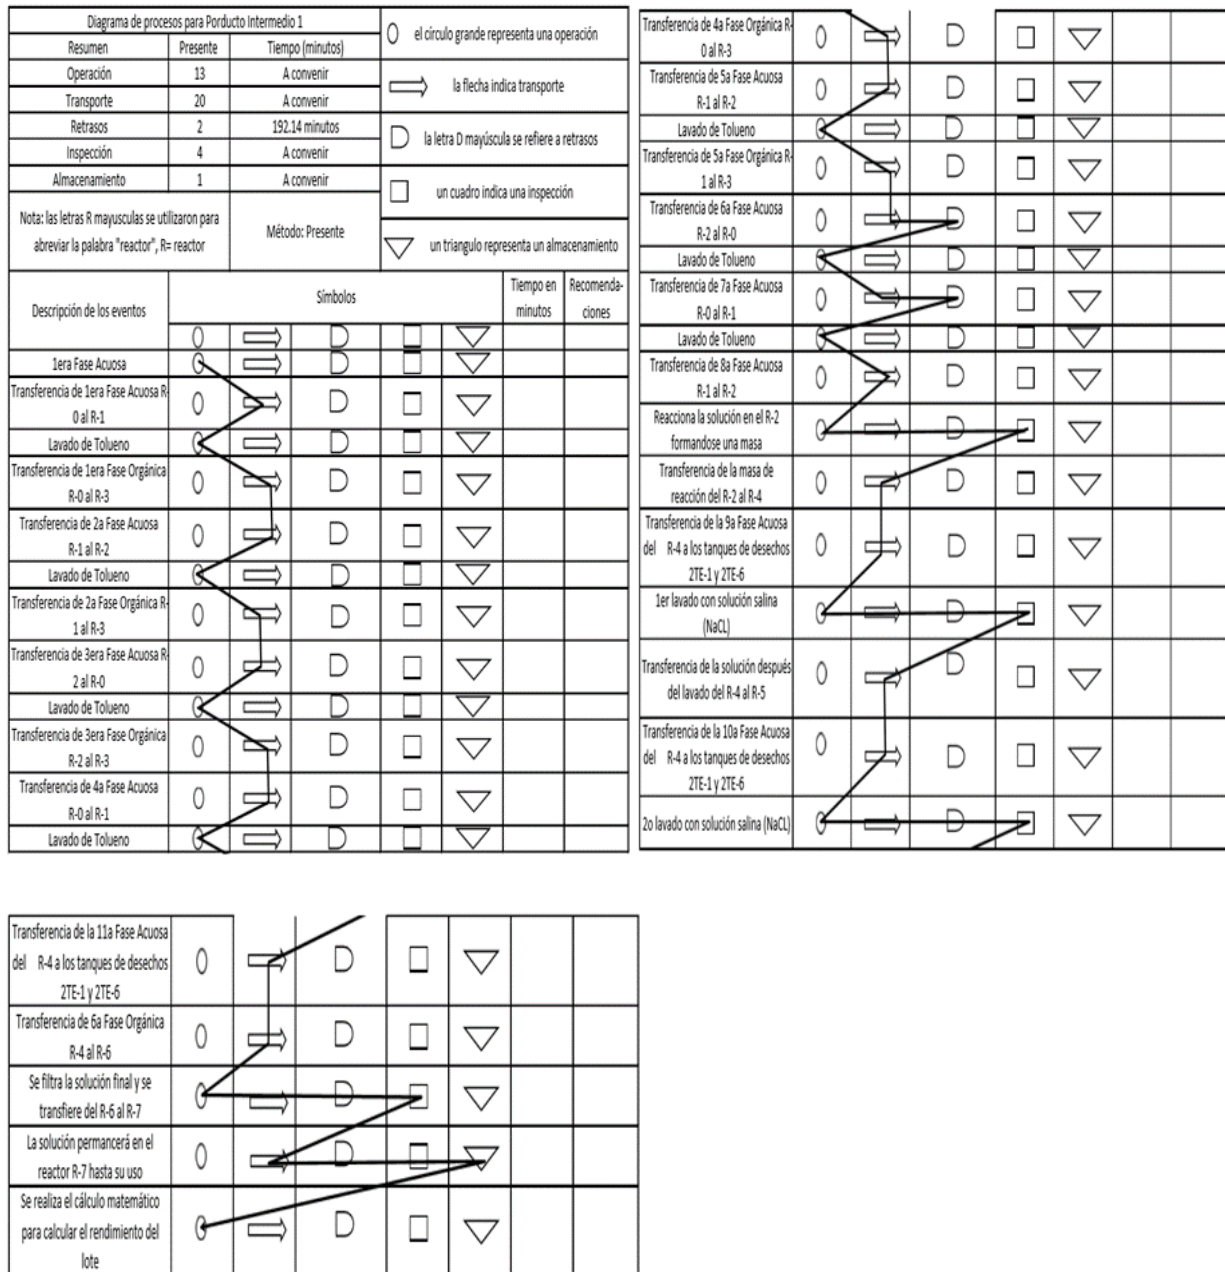 Diagrama de procesos para Porducto Intermedio 1
Resumen Presente Tiempo (minutos)
Operación 13 A convenir
Transporte 20 A convenir
Retrasos 2 192.14 minutos
Inspección 4 A convenir
Almacenamiento 1 A convenir
Nota: las letras R mayusculas se utilizaron para
abreviar la palabra "reactor", R= reactor
Método: Presente
el círculo grande representa una operación
la flecha indica transporte
la letra D mayúscula se refiere a retrasos
un cuadro indica una inspección
un triangulo representa un almacenamiento
Descripción de los eventos
Símbolos
Tiempo en
minutos
Recomenda-
ciones
1era Fase Acuosa
Transferencia de 1era Fase Acuosa R-
0 al R-1
Lavado de Tolueno
Transferencia de 1era Fase Orgánica
R-0 al R-3
Transferencia de 2a Fase Acuosa
R-1 al R-2
Lavado de Tolueno
Transferencia de 2a Fase Orgánica R-
1 al R-3
Transferencia de 3era Fase Acuosa R-
2 al R-0
Lavado de Tolueno
Transferencia de 3era Fase Orgánica
R-2 al R-3
Transferencia de 4a Fase Acuosa
R-0 al R-1
Lavado de Tolueno
Transferencia de 4a Fase Orgánica R-
0 al R-3
Transferencia de 5a Fase Acuosa
R-1 al R-2
Lavado de Tolueno
Transferencia de 5a Fase Orgánica R-
1 al R-3
Transferencia de 6a Fase Acuosa
R-2 al R-0
Lavado de Tolueno
Transferencia de 7a Fase Acuosa
R-0 al R-1
Lavado de Tolueno
Transferencia de 8a Fase Acuosa
R-1 al R-2
Reacciona la solución en el R-2
formandose una masa
Transferencia de la masa de
reacción del R-2 al R-4
Transferencia de la 9a Fase Acuosa
del R-4 a los tanques de desechos
2TE-1 y 2TE-6
1er lavado con solución salina
(NaCL)
Transferencia de la solución después
del lavado del R-4 al R-5
Transferencia de la 10a Fase Acuosa
del R-4 a los tanques de desechos
2TE-1 y 2TE-6
2o lavado con solución salina (NaCL)
Transferencia de la 11a Fase Acuosa
del R-4 a los tanques de desechos
2TE-1 y 2TE-6
Transferencia de 6a Fase Orgánica
R-4 al R-6
Se filtra la solución final y se
transfiere del R-6 al R-7
La solución permancerá en el
reactor R-7 hasta su uso
Se realiza el cálculo matemático
para calcular el rendimiento del
lote